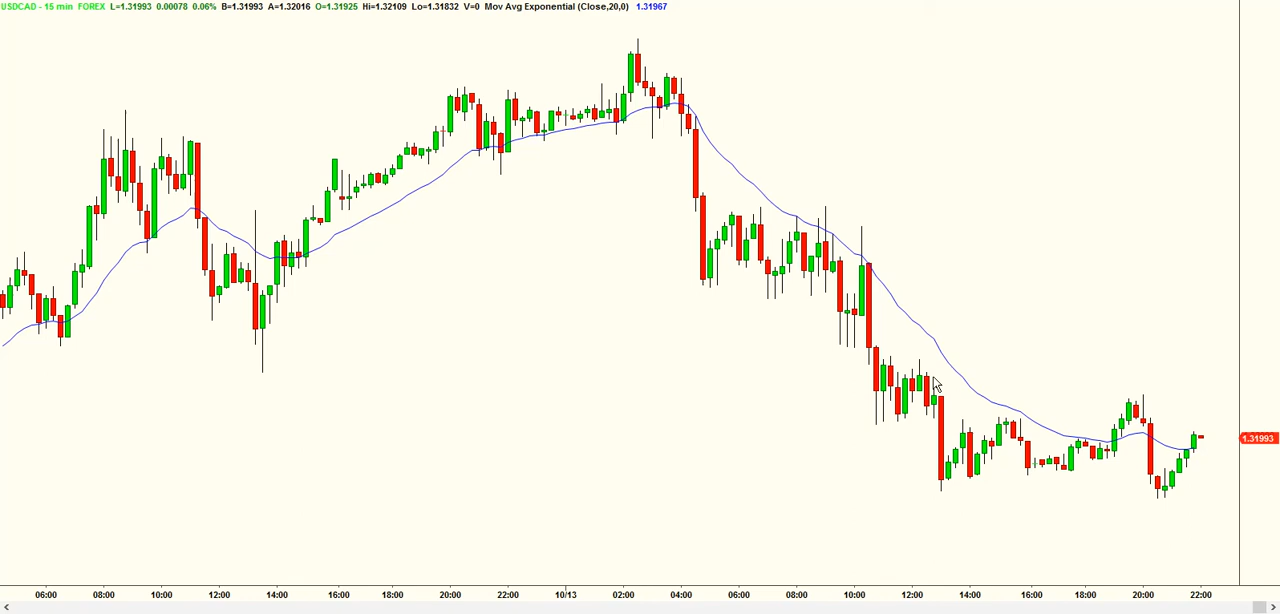 USDCAD - 15 min FOREX L=1.31993 0.00078 0.06% B=1.31993 A=1.32016 O=1.31925 Hi=1.32109 Lo=1.31832 V=0 Mov Avg Exponential (Close,20,0) 1.31967
1.31993
06:00 08:00 10:00 12:00 14:00 16:00 18:00 20:00 22:00 10/13 02:00 04:00 06:00 08:00 10:00 12:00 14:00 16:00 18:00 20:00 22:00